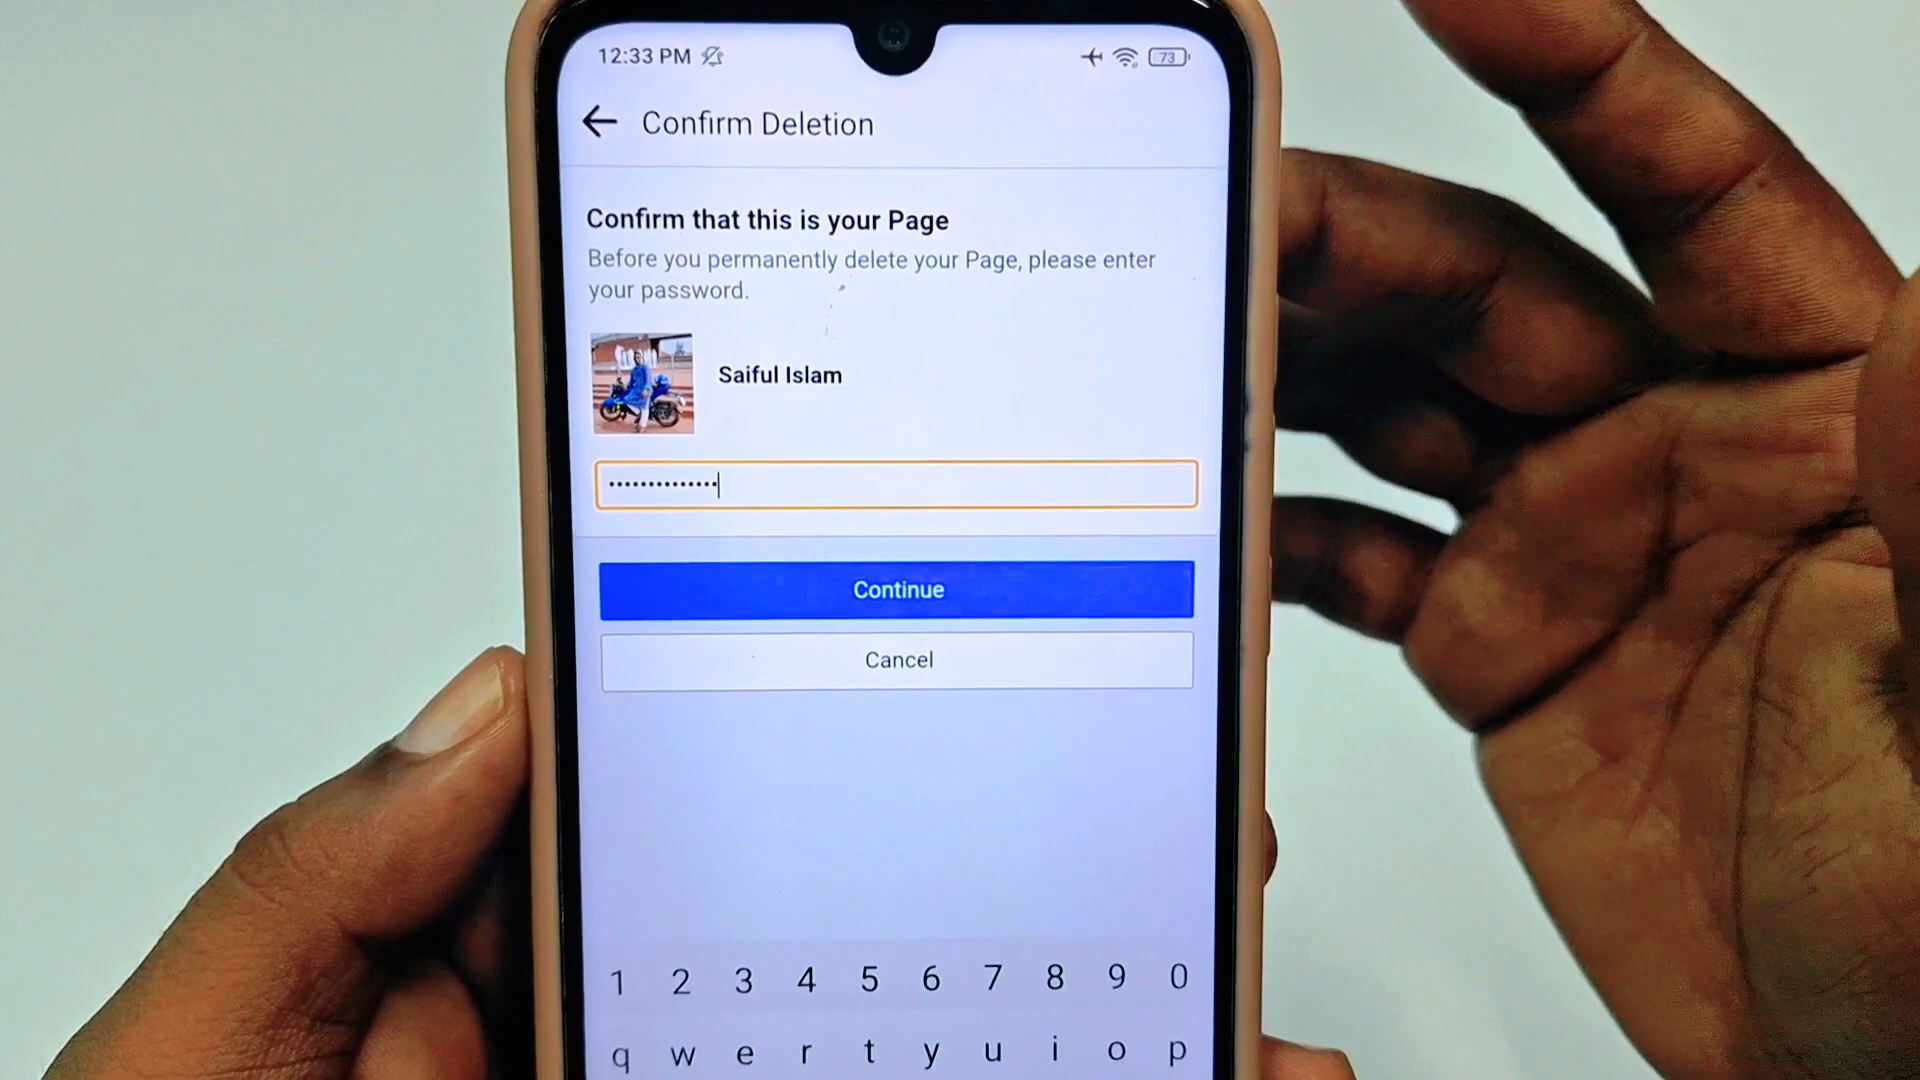 12:33 PM
73
Confirm Deletion
Confirm that this is your Page
Before you permanently delete your Page, please enter
your password.
Saiful Islam
Continue
Cancel
1 2 3 4 5 6 7 8 9 0
q w e r t y u i o p